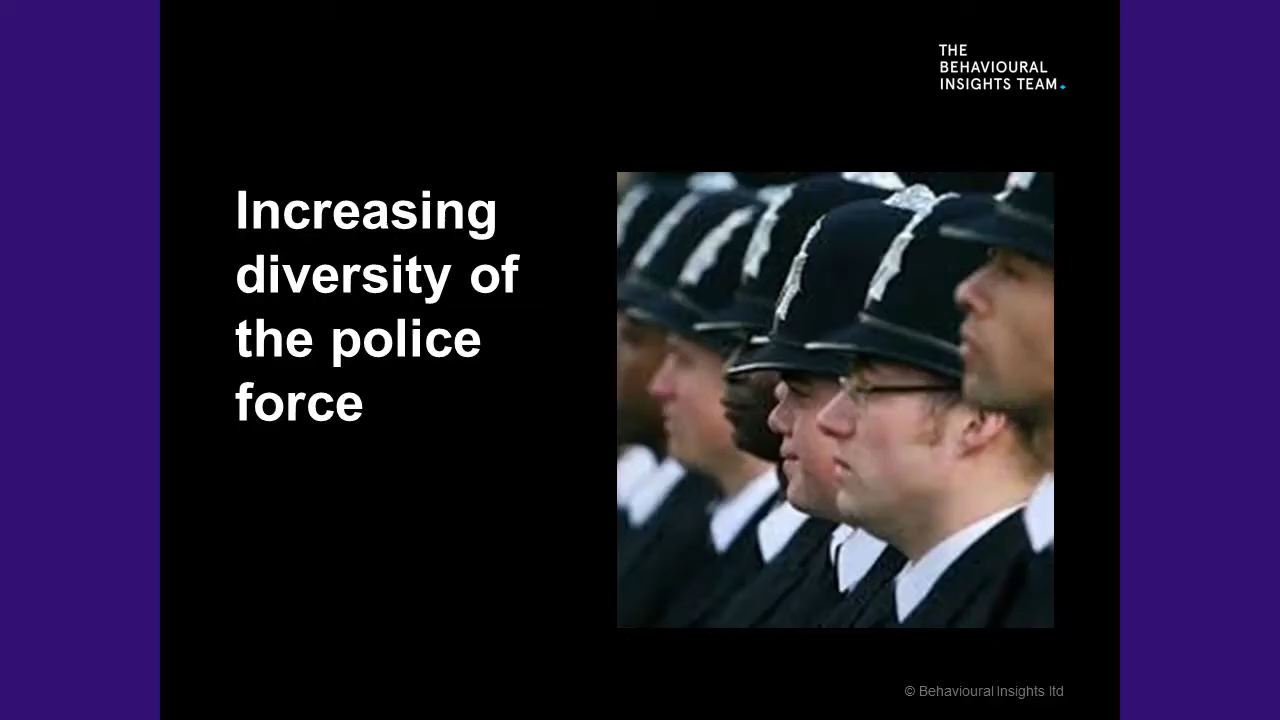 THE
BEHAVIOURAL
INSIGHTS TEAM.
Increasing
diversity of
the police
force
© Behavioural Insights ltd